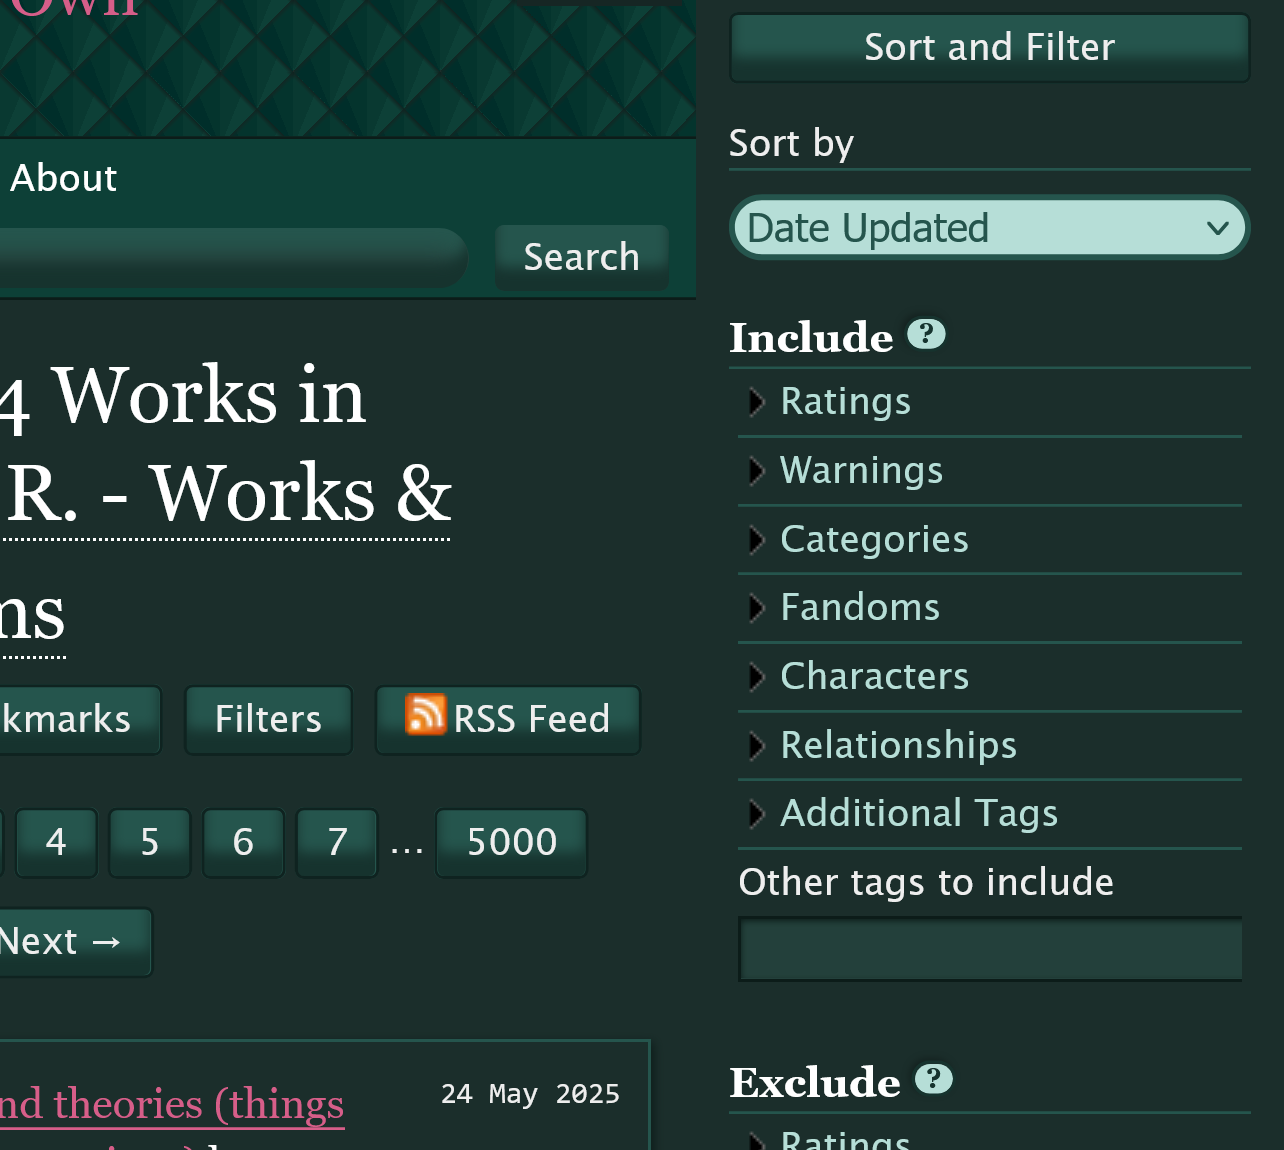 Own
About
Search
4 Works in
R. - Works &
ms
kmarks
Filters
RSS Feed
4
5
6
7
...
5000
Next →
nd theories (things
24 May 2025
Sort and Filter
Sort by
Date Updated
Include ?
Ratings
Warnings
Categories
Fandoms
Characters
Relationships
Additional Tags
Other tags to include
Exclude ?
Ratings